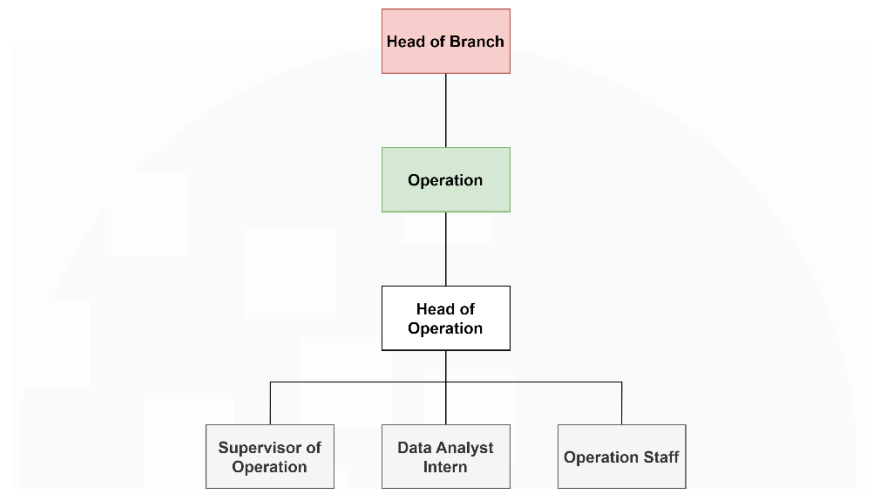 Head of Branch
Operation
Head of
Operation
Supervisor of
Operation
Data Analyst
Intern
Operation Staff